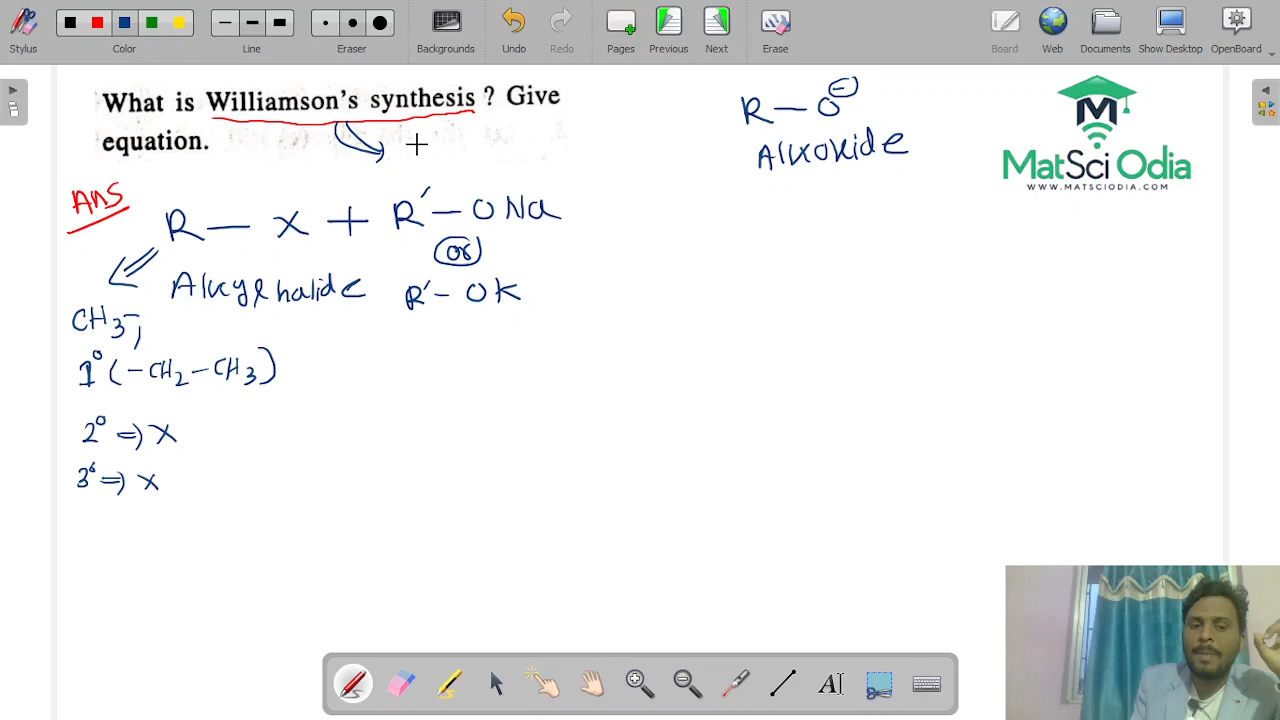 Stylus
Color
Line
Eraser
Backgrounds
Undo
Redo
Pages
Previous
Next
Erase
Board
Web
Documents
Show Desktop
OpenBoard
What is Williamson's synthesis ? Give
equation.
R — O⊖
Alkoxide
MatSci Odia
WWW.MATSCIODIA.COM
Ans
R — X + R' — ONa
or
Alkylhalide R' - OK
CH3-,
1° (-CH2-CH3)
2° ⇒ X
3° ⇒ X